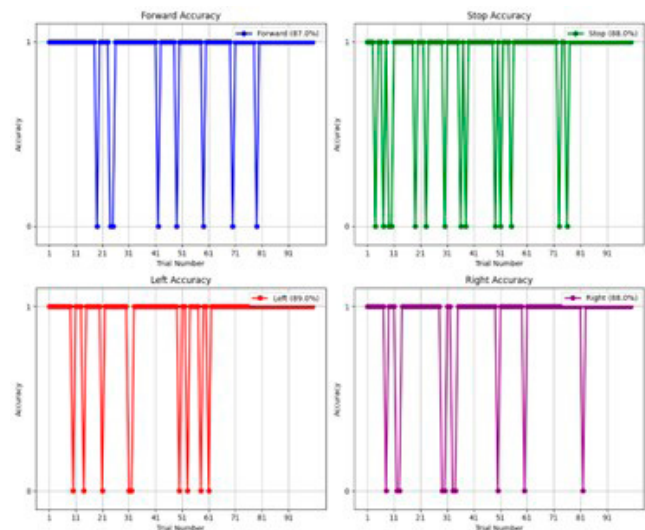 Forward Accuracy
Forward (87.0%)
1
Accuracy
0
1 11 21 31 41 51 61 71 81 91
Trial Number
Stop Accuracy
Stop (88.0%)
1
Accuracy
0
1 11 21 31 41 51 61 71 81 91
Trial Number
Left Accuracy
Left (89.0%)
1
Accuracy
0
1 11 21 31 41 51 61 71 81 91
Trial Number
Right Accuracy
Right (88.0%)
1
Accuracy
0
1 11 21 31 41 51 61 71 81 91
Trial Number